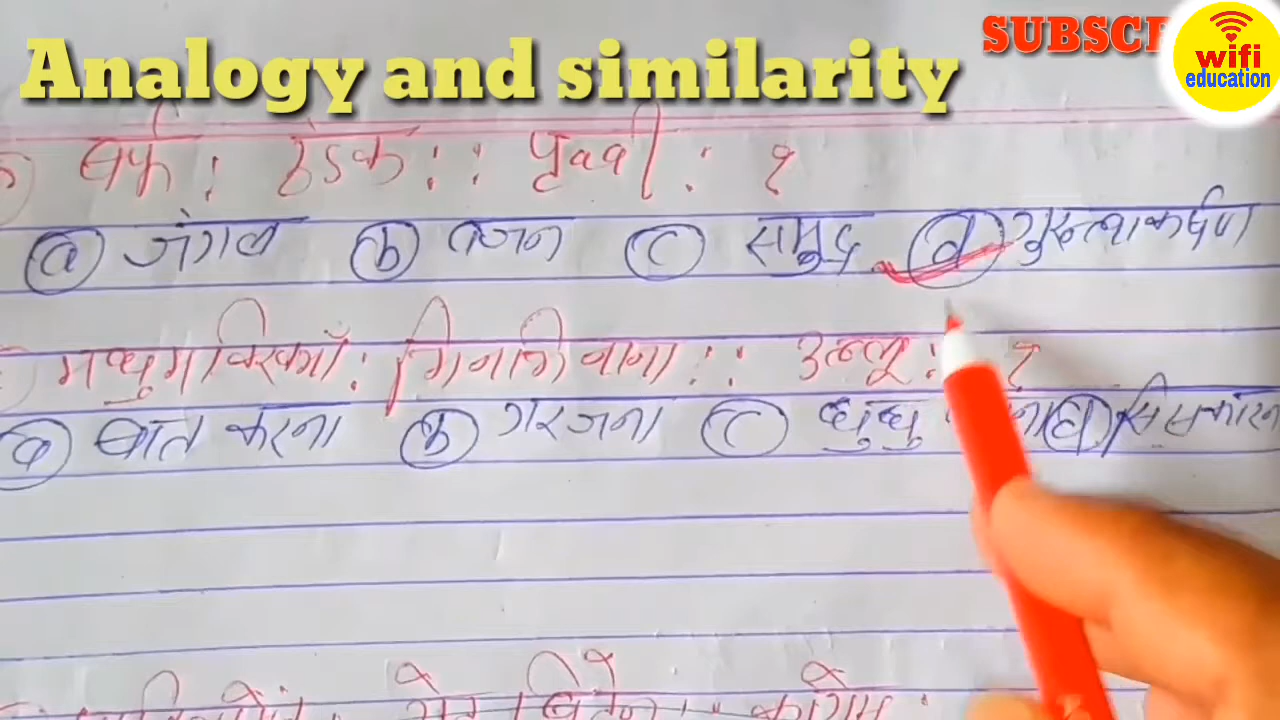 SUBSCR
wifi
education
Analogy and similarity
बर्फ : ठंडक :: पृथ्वी : ?
(a) जंगल (b) वजन (c) समुद्र (d) गुरुत्वाकर्षण
मधुमक्खियाँ : भिनभिनाना :: उल्लू : ?
(a) बात करना (b) गरजना (c) घुघु (d) सिसकारना